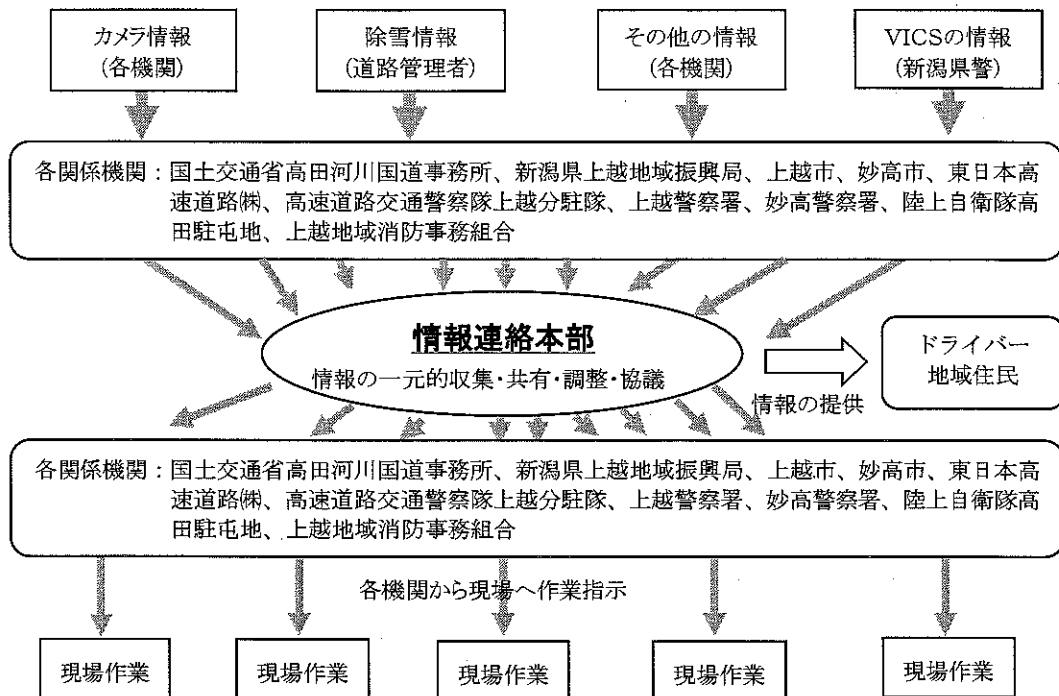 カメラ情報
(各機関)
除雪情報
(道路管理者)
その他の情報
(各機関)
VICSの情報
(新潟県警)
各関係機関：国土交通省高田河川国道事務所、新潟県上越地域振興局、上越市、妙高市、東日本高
速道路㈱、高速道路交通警察隊上越分駐隊、上越警察署、妙高警察署、陸上自衛隊高
田駐屯地、上越地域消防事務組合
情報連絡本部
情報の一元的収集・共有・調整・協議
情報の提供
ドライバー
地域住民
各関係機関：国土交通省高田河川国道事務所、新潟県上越地域振興局、上越市、妙高市、東日本高
速道路㈱、高速道路交通警察隊上越分駐隊、上越警察署、妙高警察署、陸上自衛隊高
田駐屯地、上越地域消防事務組合
各機関から現場へ作業指示
現場作業
現場作業
現場作業
現場作業
現場作業